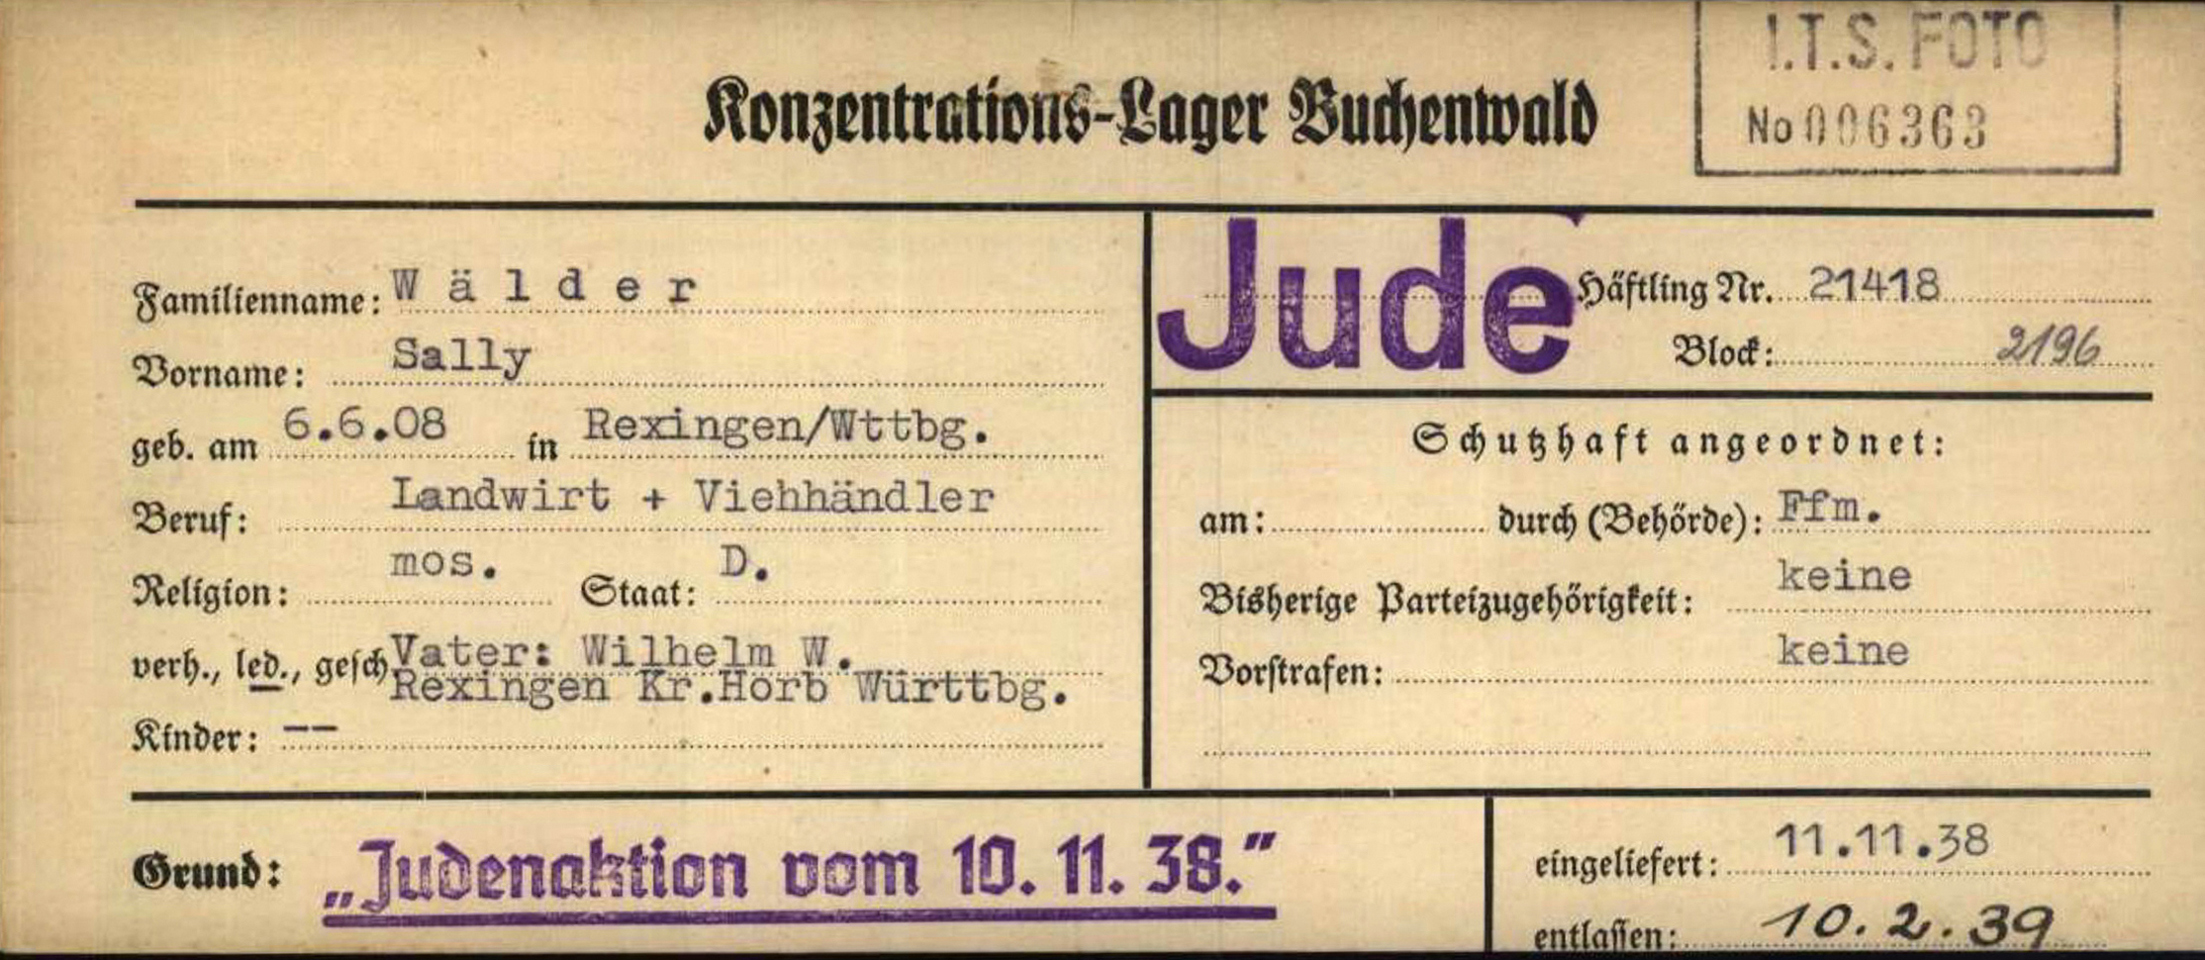 I.T.S. FOTO
No 006363
Konzentrations-Lager Buchenwald
Familienname: Wälder
Vorname: Sally
geb. am 6.6.08 in Rexingen/Wttbg.
Beruf: Landwirt + Viehhändler
Religion: mos. Staat: D.
verh., led., gesch Vater: Wilhelm W.
Rexingen Kr.Horb Württbg.
Kinder: --
Jude
Häftling Nr. 21418
Block: 2196
Schutzhaft angeordnet:
am: durch (Behörde): Ffm.
Bisherige Parteizugehörigkeit: keine
Vorstrafen: keine
Grund: „Judenaktion vom 10. 11. 38."
eingeliefert: 11.11.38
entlassen: 10.2.39